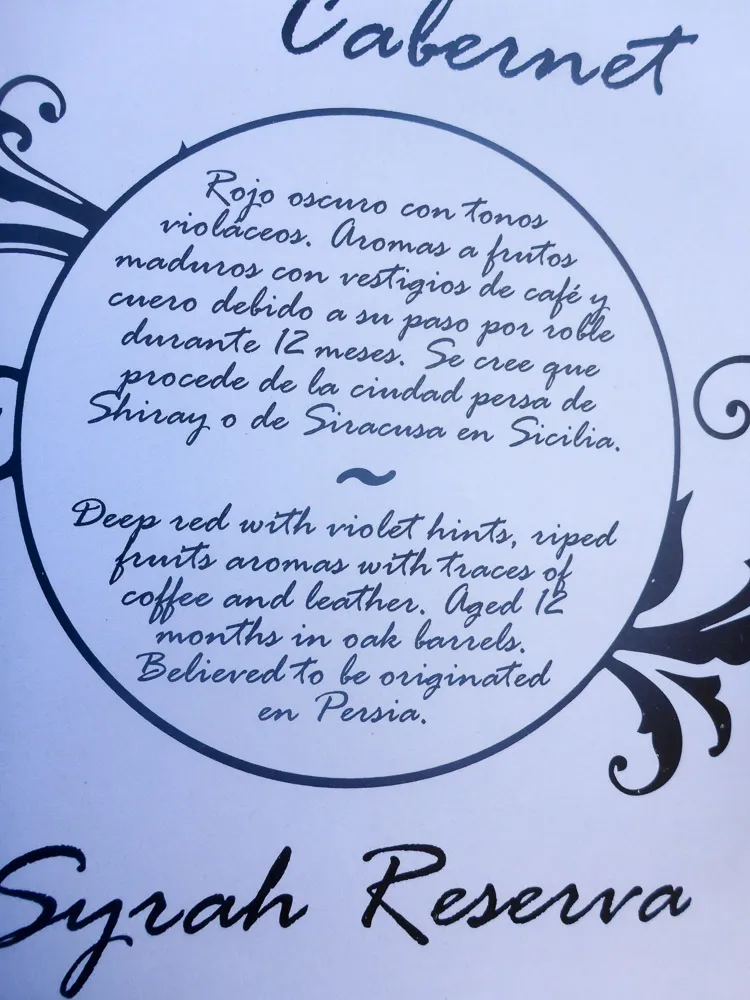 Cabernet
Rojo oscuro con tonos
violáceos. Aromas a frutos
maduros con vestigios de café y
cuero debido a su paso por roble
durante 12 meses. Se cree que
procede de la ciudad persa de
Shiray o de Siracusa en Sicilia.
~
Deep red with violet hints, riped
fruits aromas with traces of
coffee and leather. Aged 12
months in oak barrels.
Believed to be originated
en Persia.
Syrah Reserva